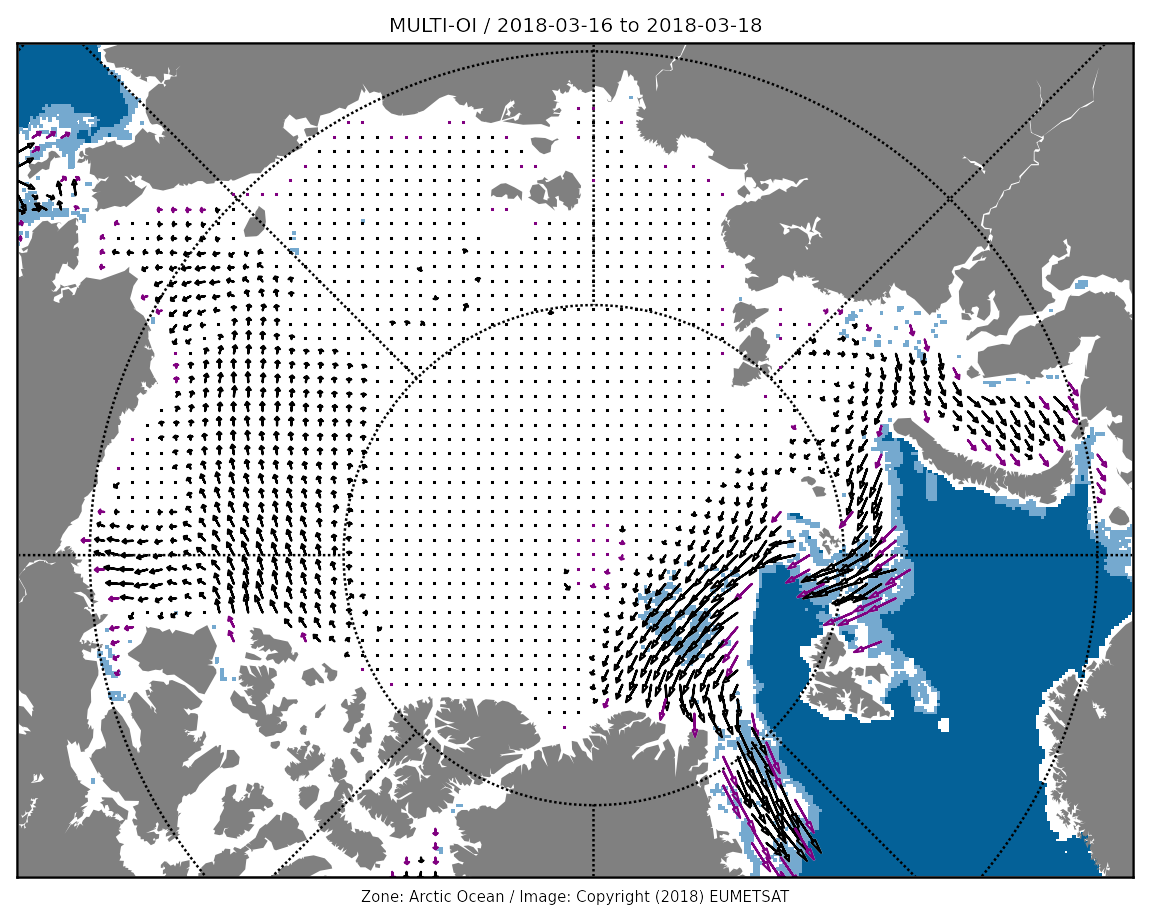 MULTI-OI / 2018-03-16 to 2018-03-18
Zone: Arctic Ocean / Image: Copyright (2018) EUMETSAT